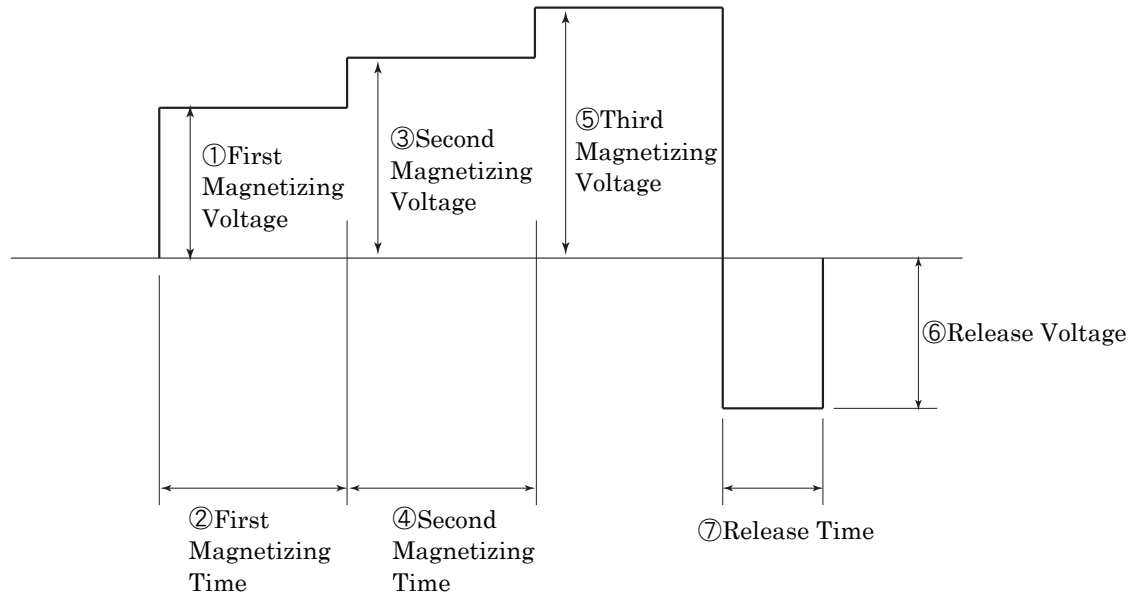 ①First
Magnetizing
Voltage
③Second
Magnetizing
Voltage
⑤Third
Magnetizing
Voltage
⑥Release Voltage
②First
Magnetizing
Time
④Second
Magnetizing
Time
⑦Release Time